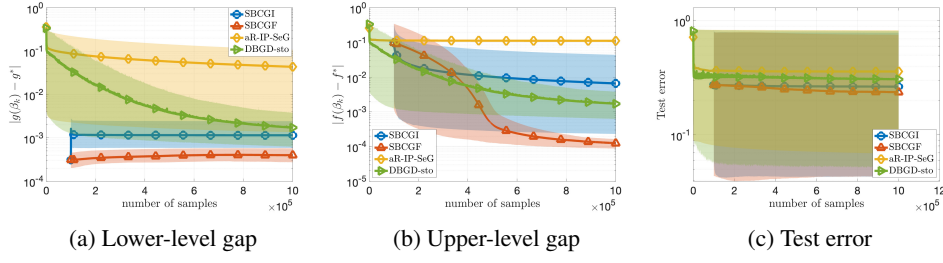 10^0
10^-1
10^-2
10^-3
10^-4
|g(β_k) − g*|
SBCGI
SBCGF
aR-IP-SeG
DBGD-sto
0 2 4 6 8 10
number of samples ×10^5
(a) Lower-level gap
10^0
10^-1
10^-2
10^-3
10^-4
10^-5
|f(β_k) − f*|
SBCGI
SBCGF
aR-IP-SeG
DBGD-sto
0 2 4 6 8 10
number of samples ×10^5
(b) Upper-level gap
10^0
10^-1
Test error
SBCGI
SBCGF
aR-IP-SeG
DBGD-sto
0 2 4 6 8 10 12
number of samples ×10^5
(c) Test error